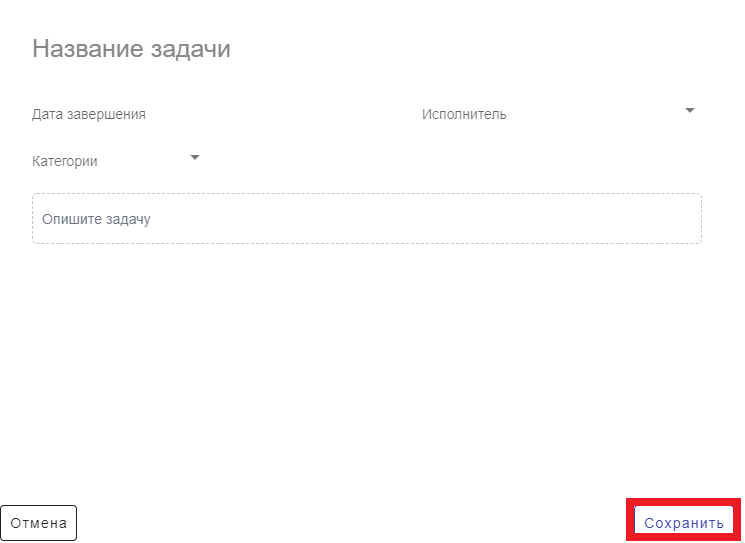 Название задачи
Дата завершения Исполнитель
Категории
Опишите задачу
Отмена Сохранить